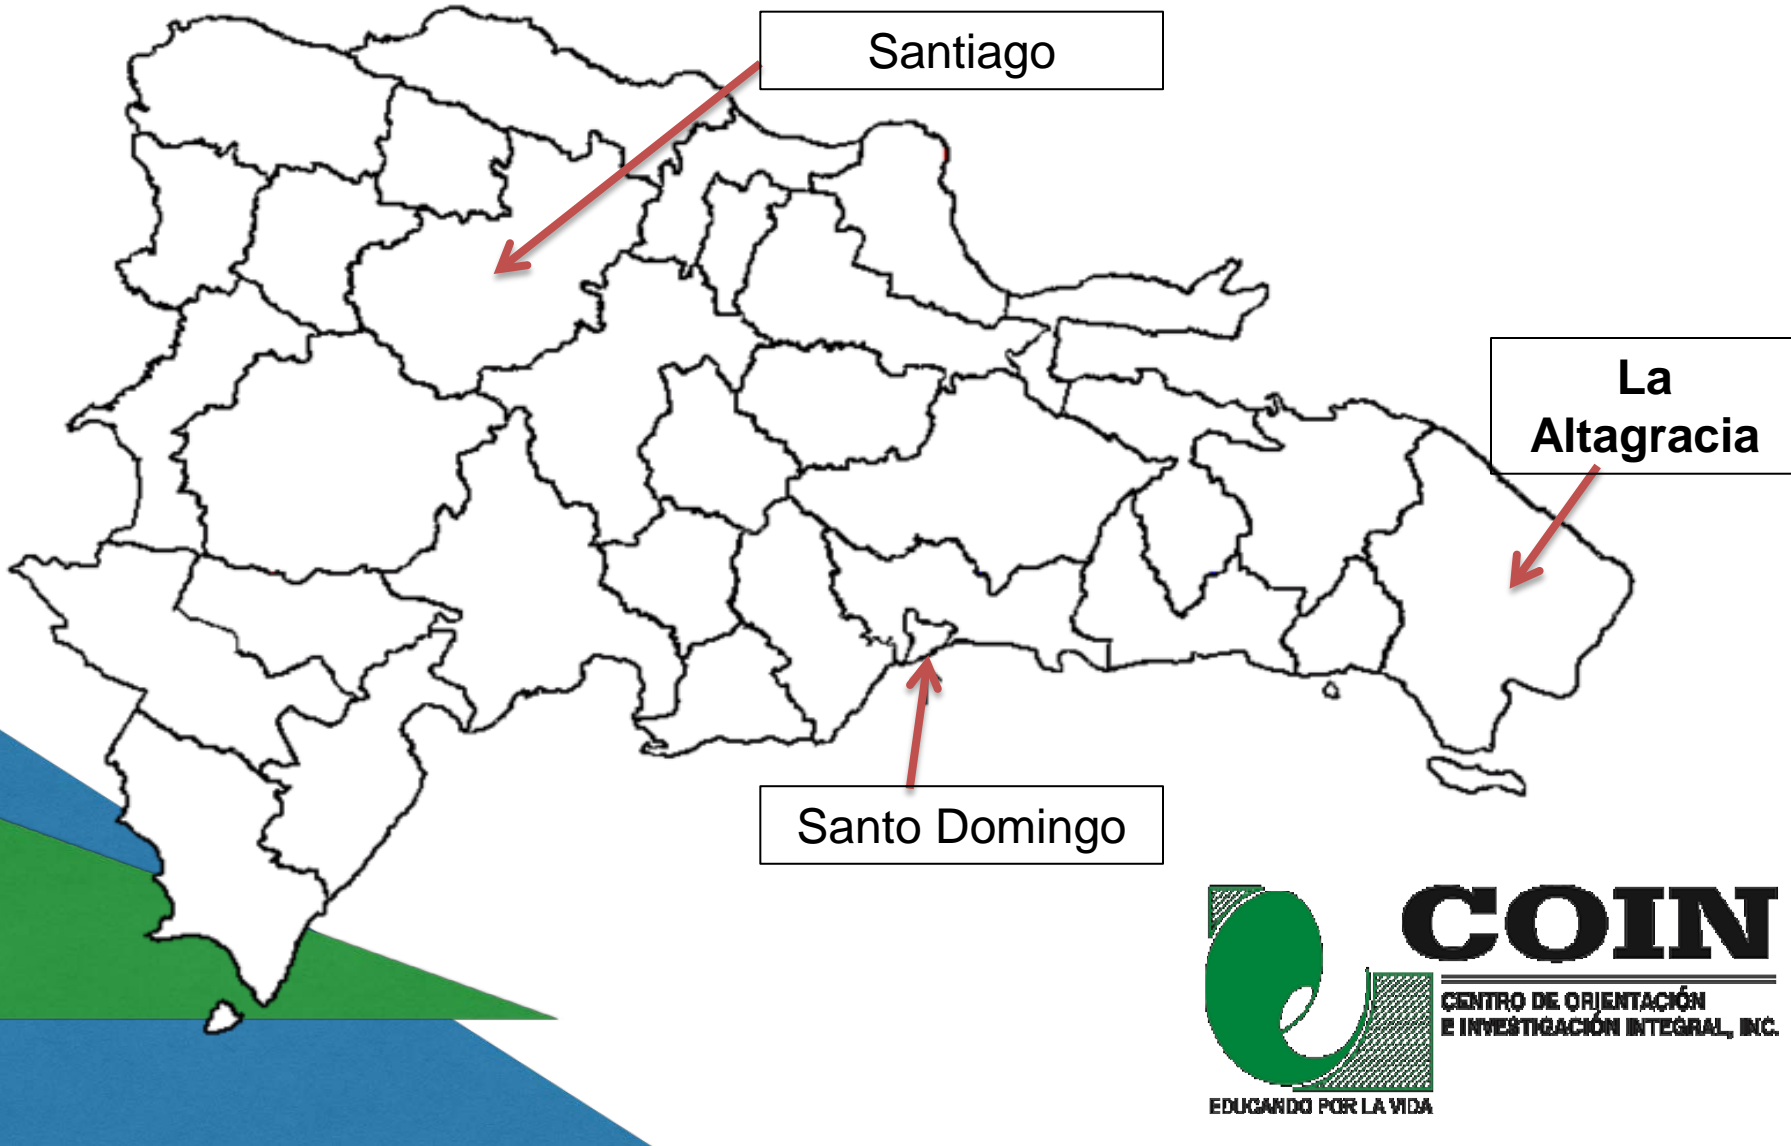 Santiago
La
Altagracia
Santo Domingo
COIN
CENTRO DE ORIENTACIÓN
E INVESTIGACIÓN INTEGRAL, INC.
EDUCANDO POR LA VIDA